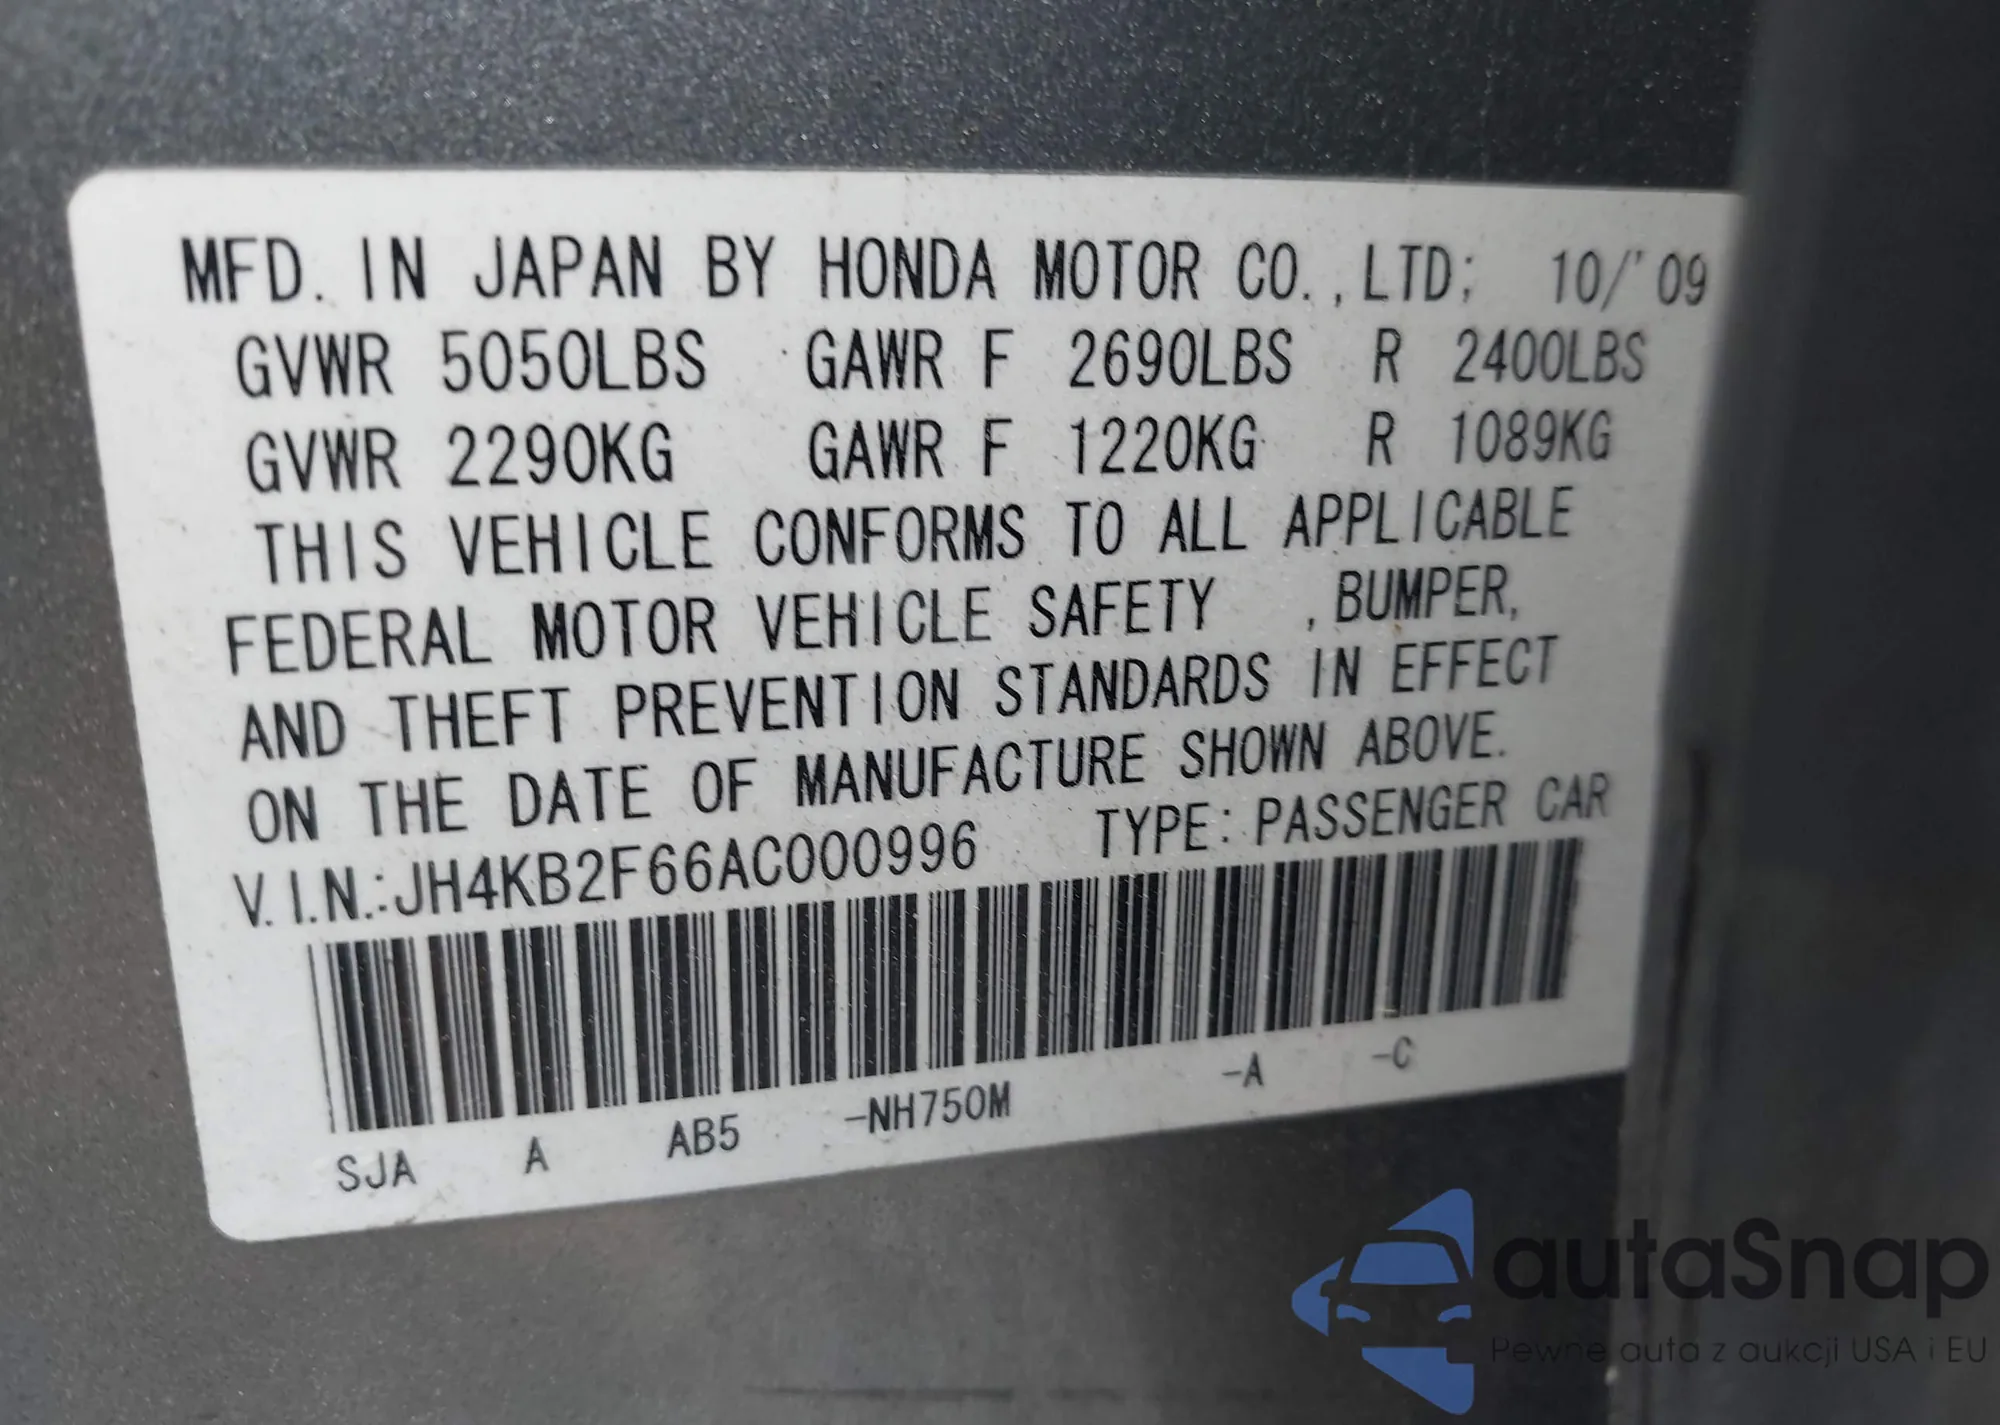 MFD. IN JAPAN BY HONDA MOTOR CO.,LTD; 10/'09
GVWR 5050LBS GAWR F 2690LBS R 2400LBS
GVWR 2290KG GAWR F 1220KG R 1089KG
THIS VEHICLE CONFORMS TO ALL APPLICABLE
FEDERAL MOTOR VEHICLE SAFETY ,BUMPER,
AND THEFT PREVENTION STANDARDS IN EFFECT
ON THE DATE OF MANUFACTURE SHOWN ABOVE.
V.I.N.:JH4KB2F66AC000996 TYPE:PASSENGER CAR
SJA A AB5 -NH750M -A -C
autaSnap
Pewne auta z aukcji USA i EU